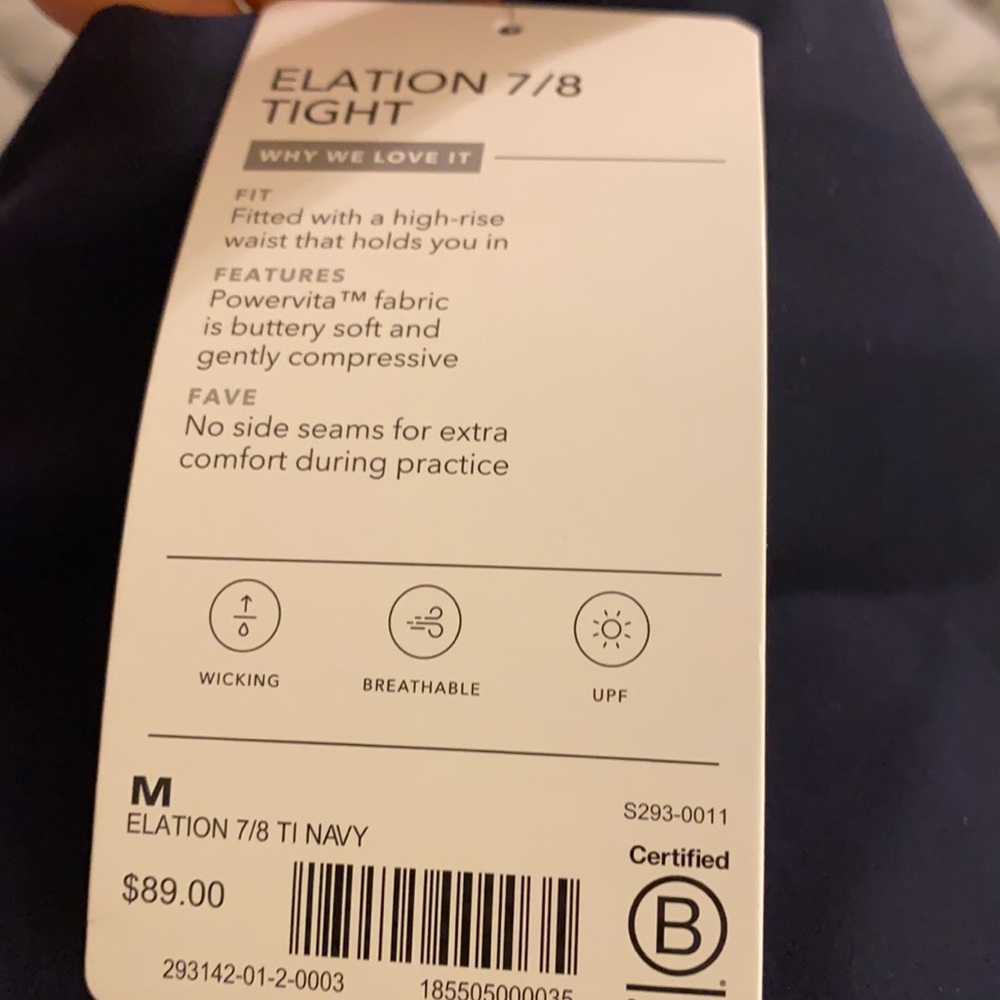 ELATION 7/8
TIGHT
WHY WE LOVE IT
FIT
Fitted with a high-rise
waist that holds you in
FEATURES
Powervita™ fabric
is buttery soft and
gently compressive
FAVE
No side seams for extra
comfort during practice
WICKING
BREATHABLE
UPF
M
ELATION 7/8 TI NAVY
$89.00
293142-01-2-0003
185505000035
S293-0011
Certified
B